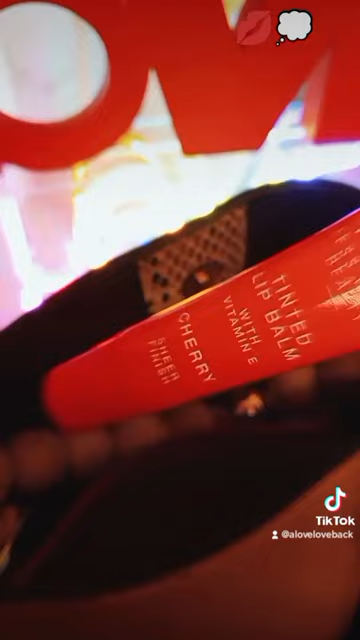 TINTED
LIP BALM
WITH
VITAMIN E
CHERRY
SHEER
FINISH
TikTok
@aloveloveback